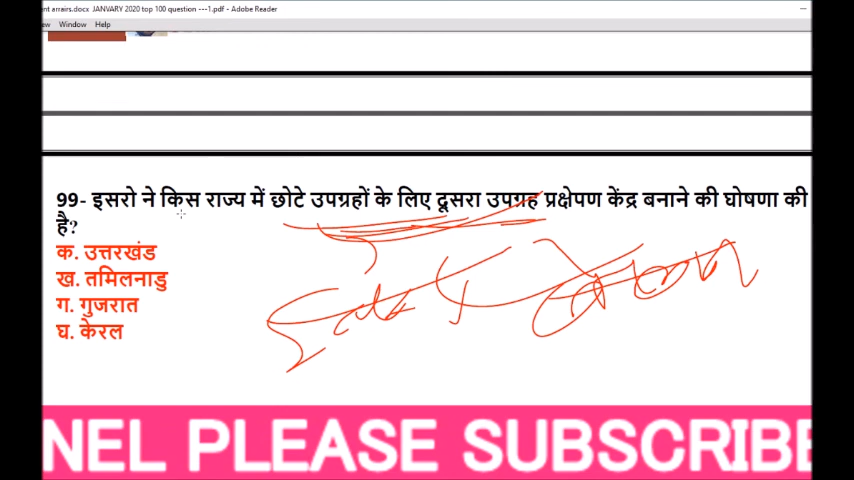 ent arrairs.docx JANVARY 2020 top 100 question ---1.pdf - Adobe Reader
ew Window Help
99- इसरो ने किस राज्य में छोटे उपग्रहों के लिए दूसरा उपग्रह प्रक्षेपण केंद्र बनाने की घोषणा की
है?
क. उत्तरखंड
ख. तमिलनाडु
ग. गुजरात
घ. केरल
NEL PLEASE SUBSCRIBE